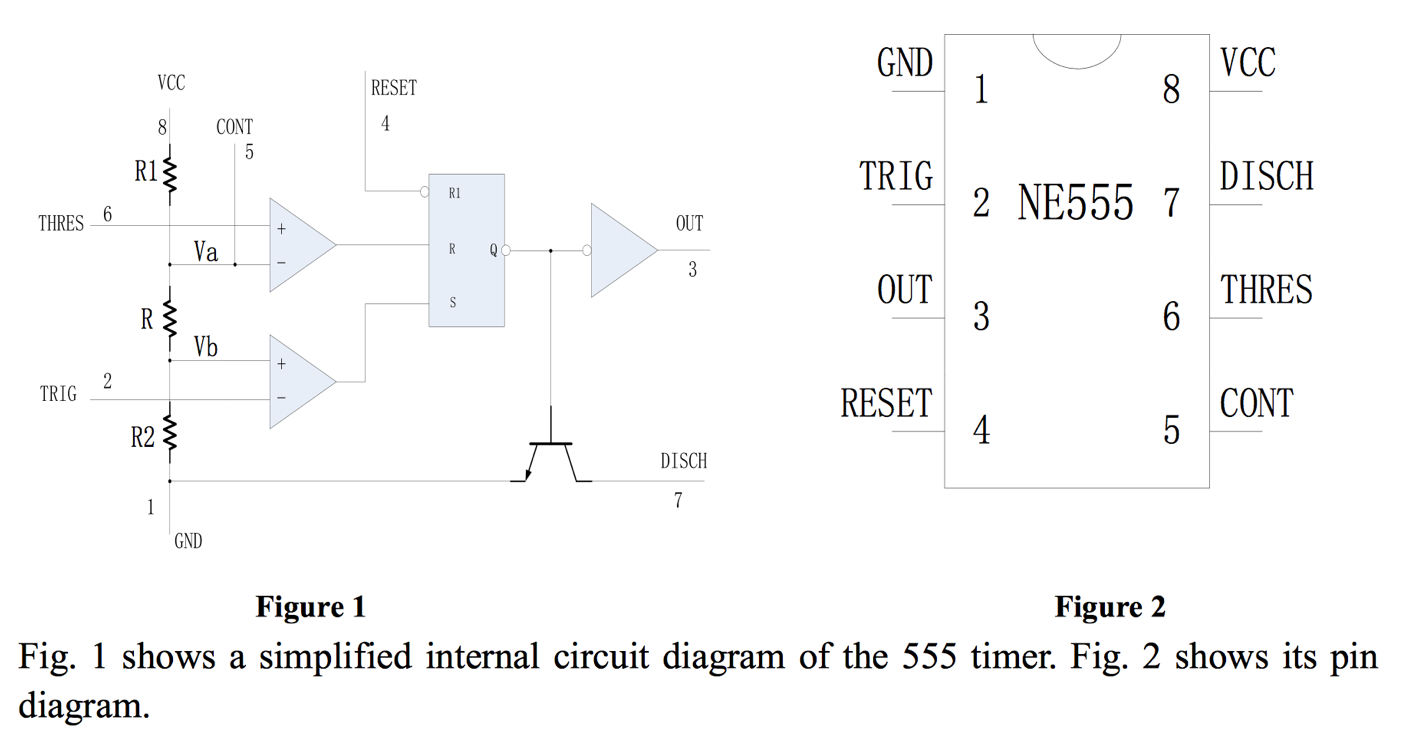 VCC
8
CONT
5
RESET
4
R1
R1
THRES
6
+
Va
−
R
Q
OUT
3
S
R
Vb
+
TRIG
2
−
R2
DISCH
7
1
GND
Figure 1
GND
1
8
VCC
TRIG
2
NE555
7
DISCH
OUT
3
6
THRES
RESET
4
5
CONT
Figure 2
Fig. 1 shows a simplified internal circuit diagram of the 555 timer. Fig. 2 shows its pin
diagram.